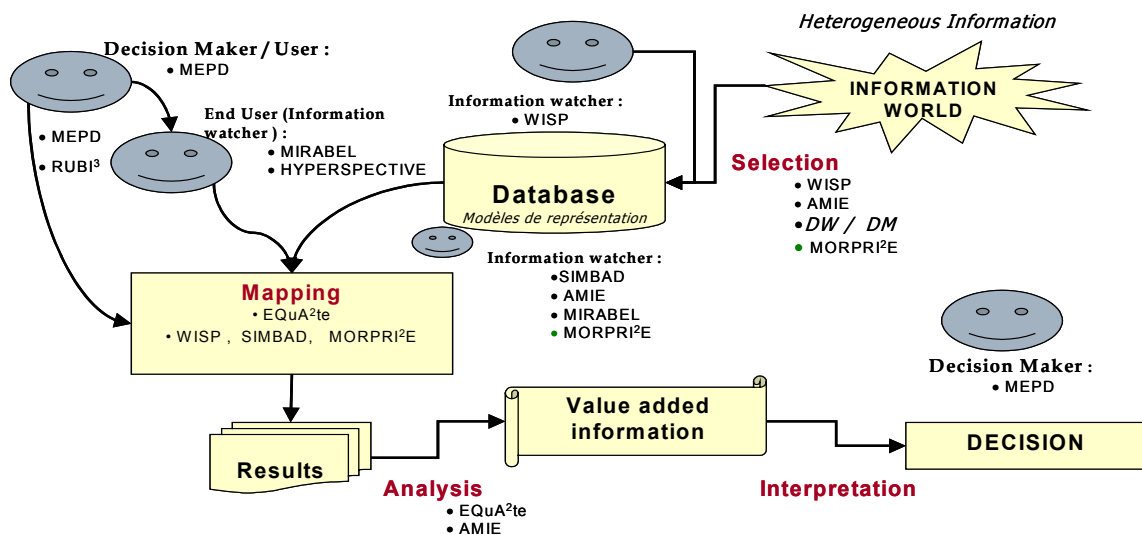 Heterogeneous Information
Decision Maker / User :
• MEPD
INFORMATION
WORLD
Information watcher :
• WISP
End User (Information
watcher ) :
• MIRABEL
• HYPERSPECTIVE
• MEPD
• RUBI³
Selection
• WISP
• AMIE
• DW / DM
• MORPRI²E
Database
Modèles de représentation
Information watcher :
• SIMBAD
• AMIE
• MIRABEL
• MORPRI²E
Mapping
• EQuA²te
• WISP , SIMBAD, MORPRI²E
Decision Maker :
• MEPD
Value added
information
DECISION
Results
Analysis
• EQuA²te
• AMIE
Interpretation